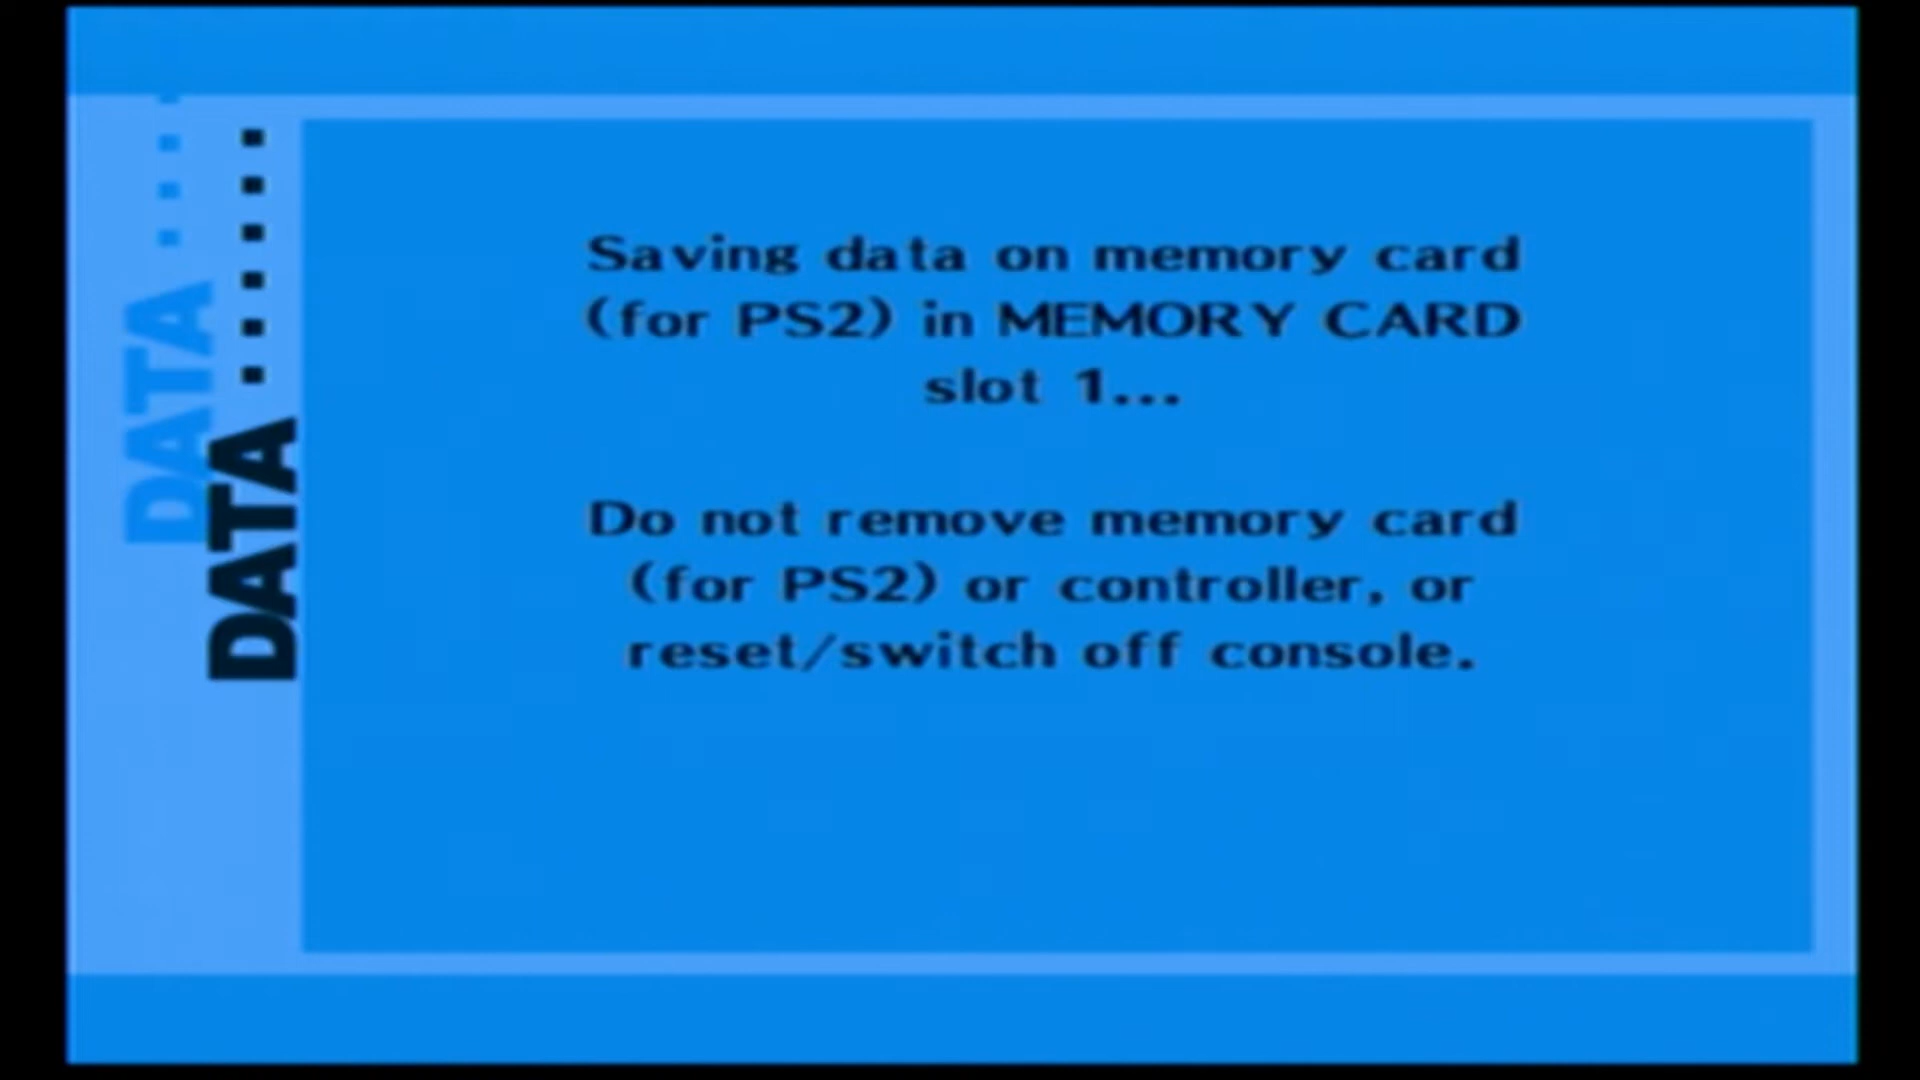 DATA......
DATA....
Saving data on memory card
(for PS2) in MEMORY CARD
slot 1...
Do not remove memory card
(for PS2) or controller, or
reset/switch off console.